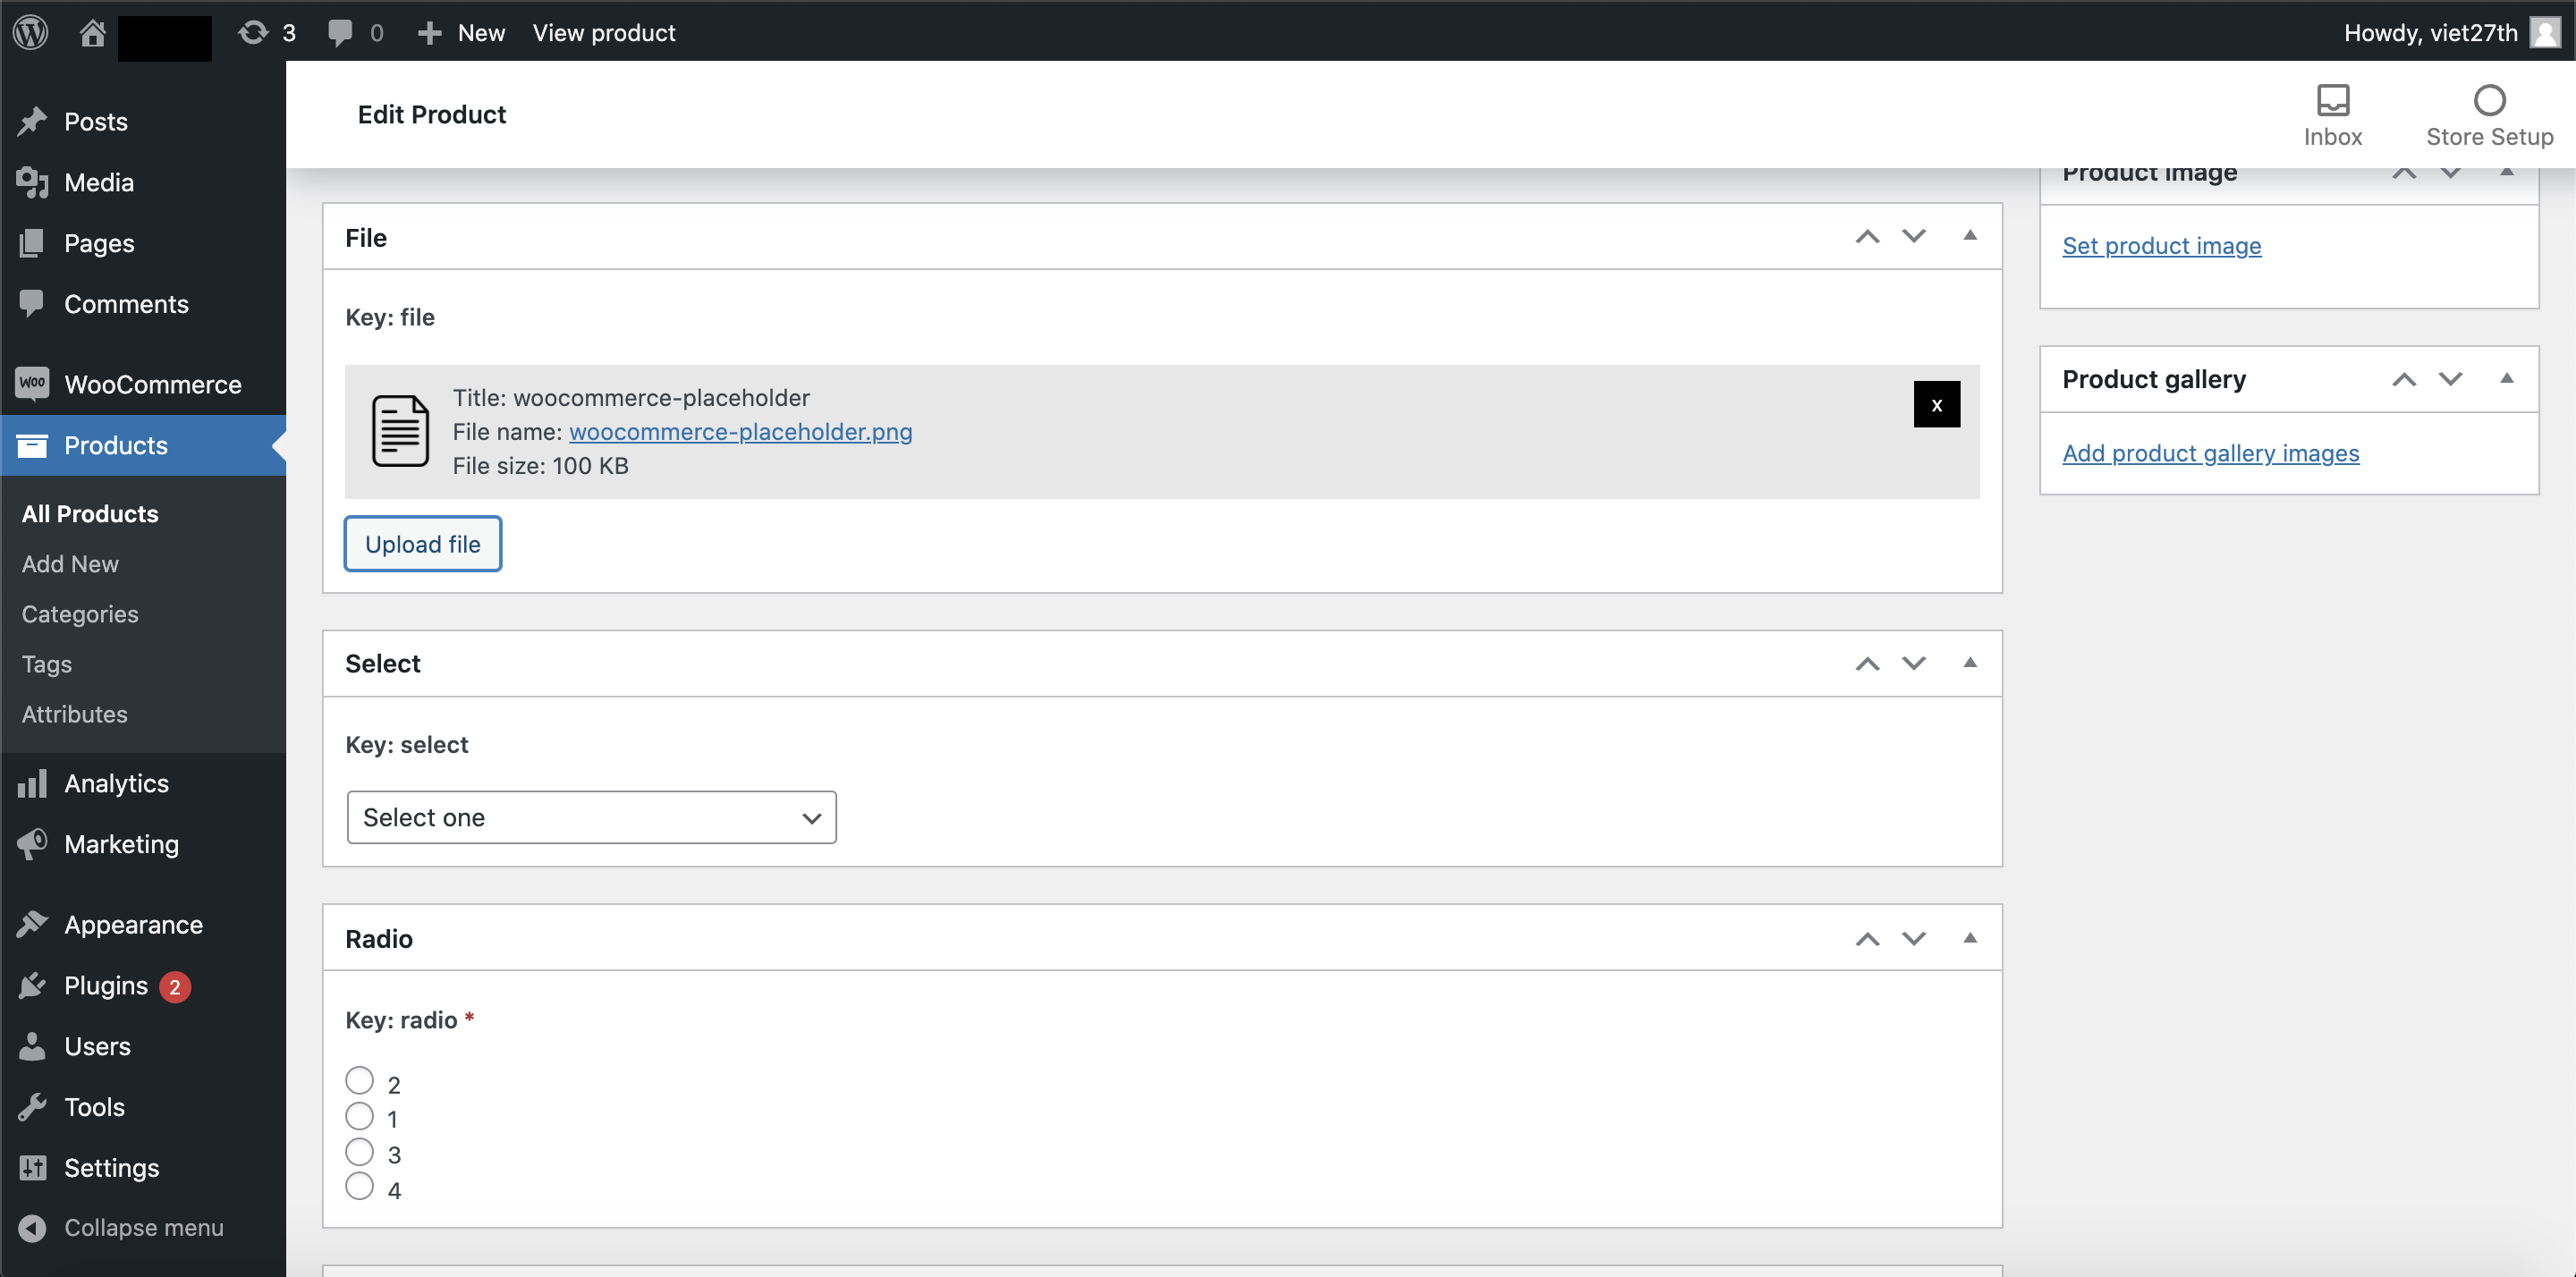 3
0
New
View product
Howdy, viet27th
Posts
Media
Pages
Comments
WOO
WooCommerce
Products
All Products
Add New
Categories
Tags
Attributes
Analytics
Marketing
Appearance
Plugins 2
Users
Tools
Settings
Collapse menu
Edit Product
Inbox
Store Setup
File
Key: file
Title: woocommerce-placeholder
File name: woocommerce-placeholder.png
File size: 100 KB
x
Upload file
Select
Key: select
Select one
Radio
Key: radio *
2
1
3
4
Product image
Set product image
Product gallery
Add product gallery images